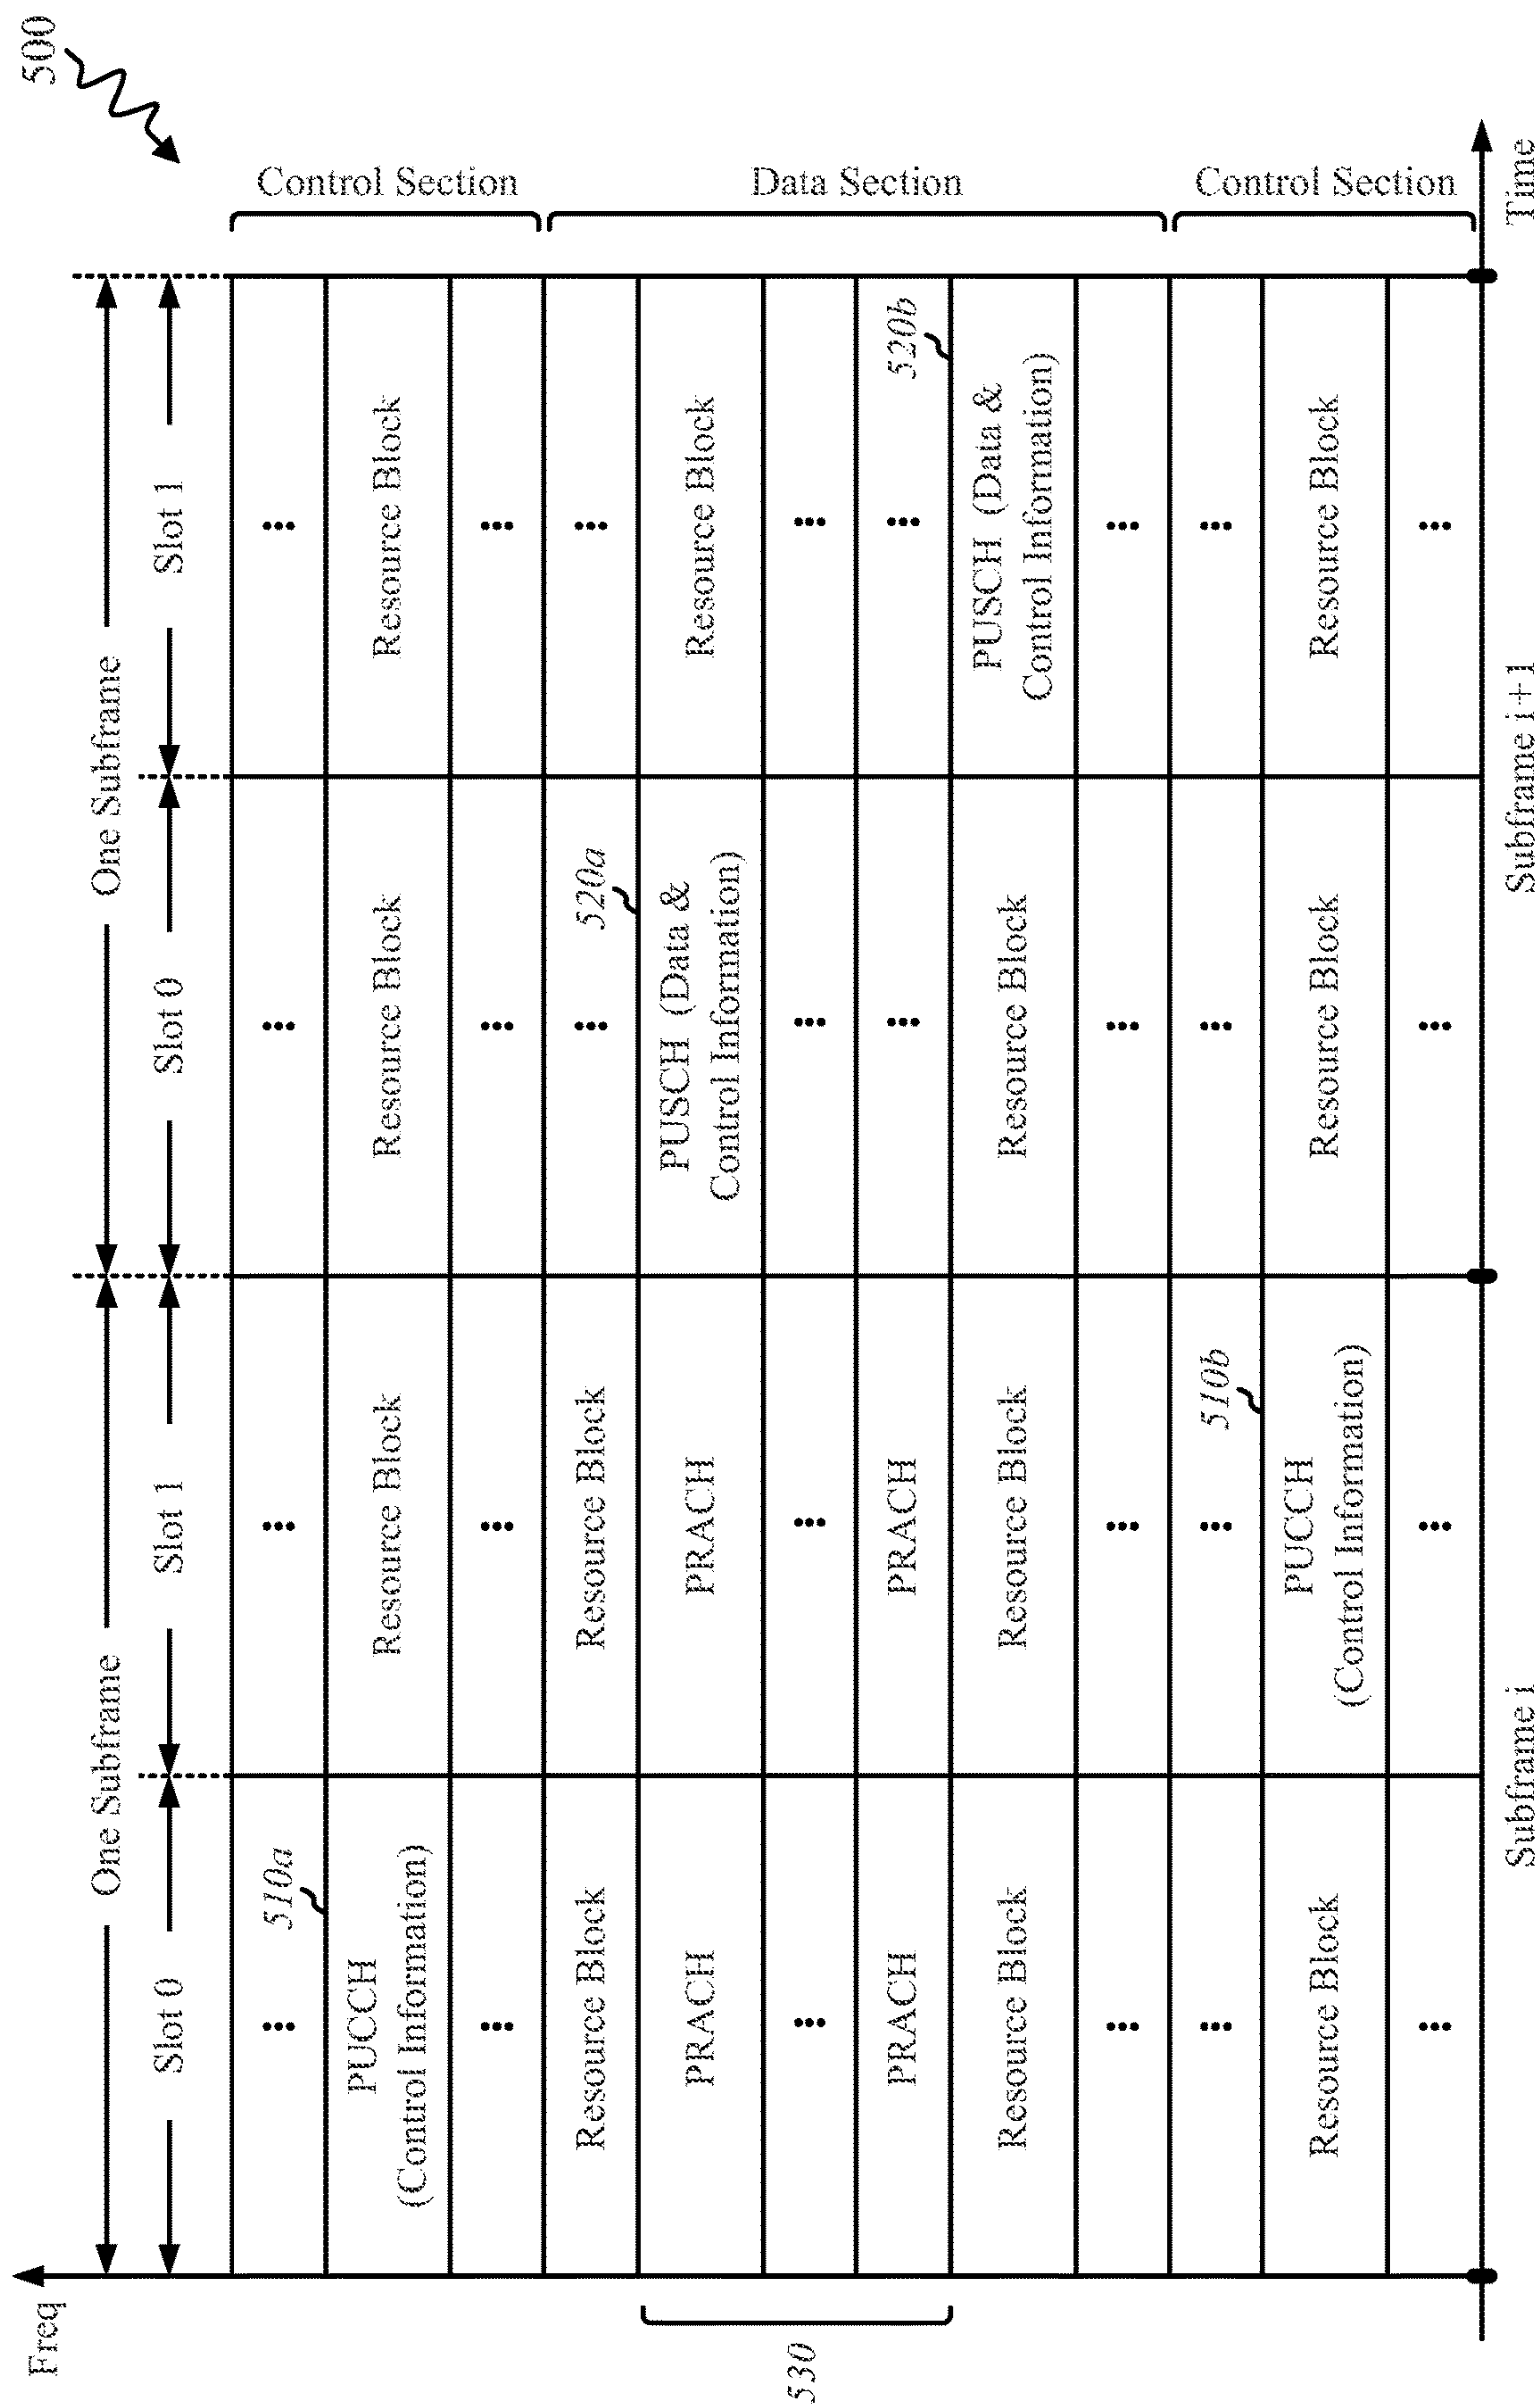 500
Freq
One Subframe
One Subframe
Slot 0
Slot 1
Slot 0
Slot 1
...
510a
...
...
...
Control Section
PUCCH
(Control Information)
Resource Block
Resource Block
Resource Block
...
...
...
...
Resource Block
Resource Block
...
520a
...
530
PRACH
PRACH
PUSCH (Data &
Control Information)
Resource Block
Data Section
...
...
...
...
PRACH
PRACH
...
...
520b
Resource Block
Resource Block
Resource Block
PUSCH (Data &
Control Information)
...
...
...
...
...
...
510b
...
...
Control Section
Resource Block
PUCCH
(Control Information)
Resource Block
Resource Block
...
...
...
...
Subframe i
Subframe i + 1
Time